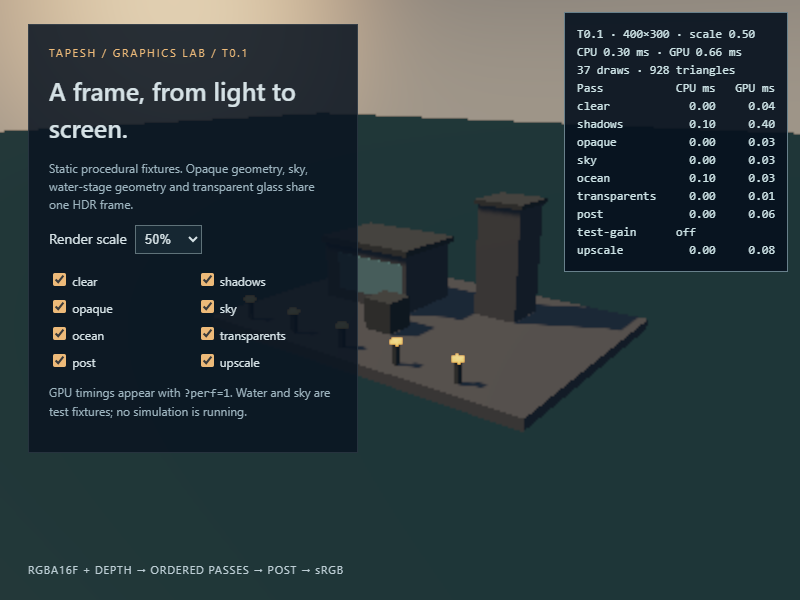 TAPESH / GRAPHICS LAB / T0.1
A frame, from light to
screen.
Static procedural fixtures. Opaque geometry, sky,
water-stage geometry and transparent glass share
one HDR frame.
Render scale 50%
clear shadows
opaque sky
ocean transparents
post upscale
GPU timings appear with ?perf=1. Water and sky are
test fixtures; no simulation is running.
T0.1 · 400×300 · scale 0.50
CPU 0.30 ms · GPU 0.66 ms
37 draws · 928 triangles
Pass CPU ms GPU ms
clear 0.00 0.04
shadows 0.10 0.40
opaque 0.00 0.03
sky 0.00 0.03
ocean 0.10 0.03
transparents 0.00 0.01
post 0.00 0.06
test-gain off
upscale 0.00 0.08
RGBA16F + DEPTH → ORDERED PASSES → POST → sRGB